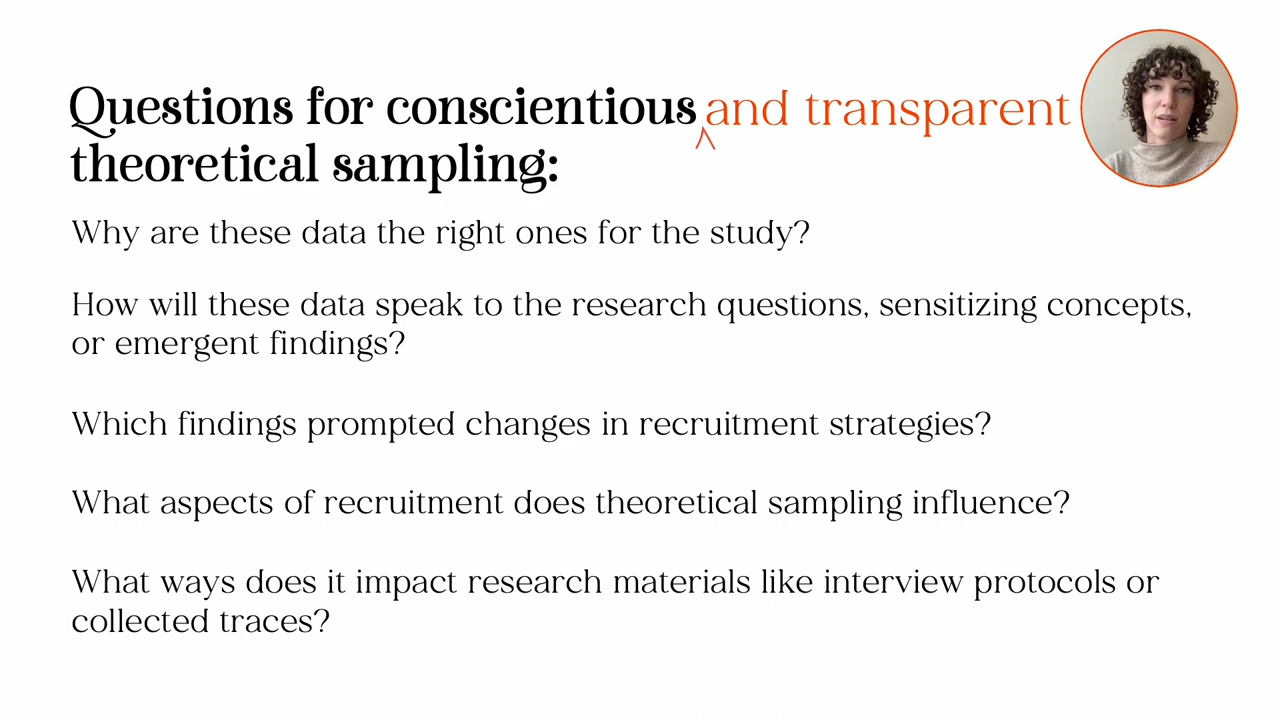 Questions for conscientious and transparent
theoretical sampling:
Why are these data the right ones for the study?
How will these data speak to the research questions, sensitizing concepts,
or emergent findings?
Which findings prompted changes in recruitment strategies?
What aspects of recruitment does theoretical sampling influence?
What ways does it impact research materials like interview protocols or
collected traces?